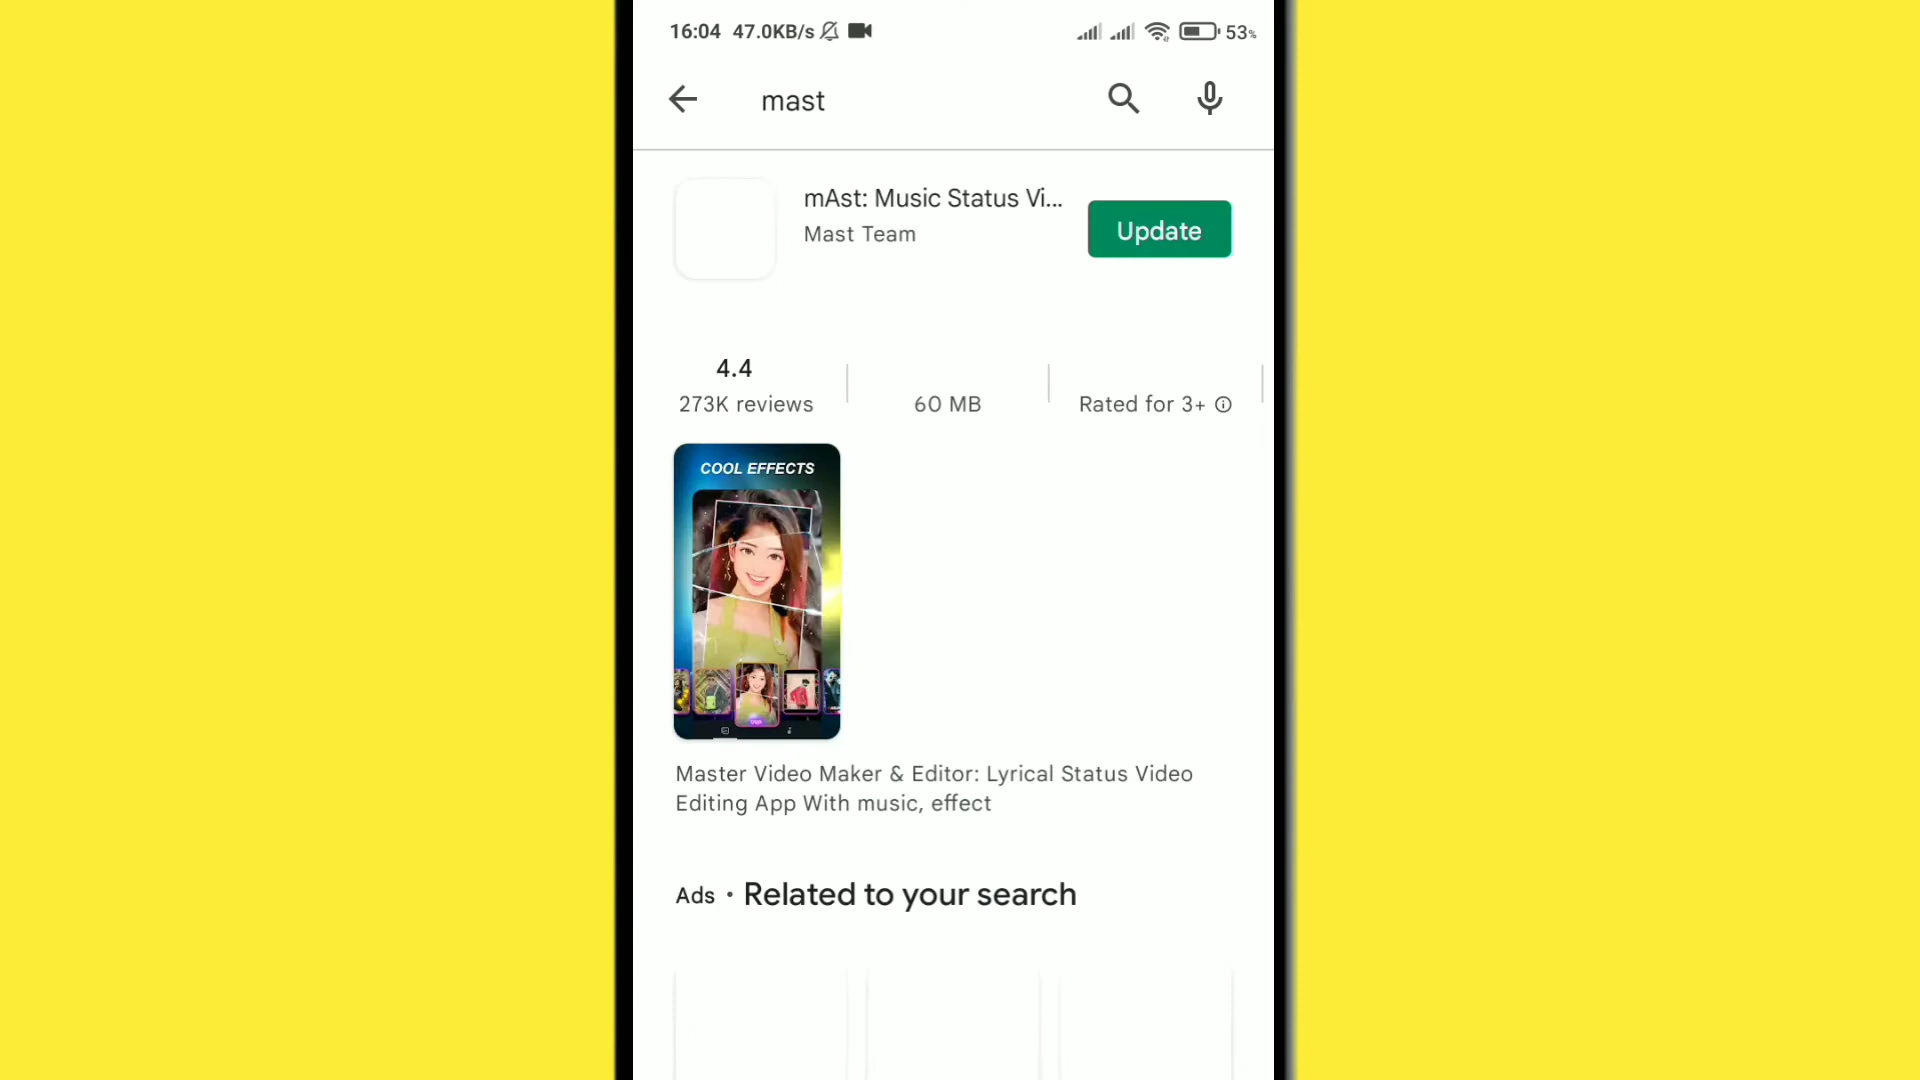 16:04 47.0KB/s 53%
mast
mAst: Music Status Vi...
Mast Team
Update
4.4
273K reviews
60 MB
Rated for 3+
COOL EFFECTS
Master Video Maker & Editor: Lyrical Status Video
Editing App With music, effect
Ads • Related to your search